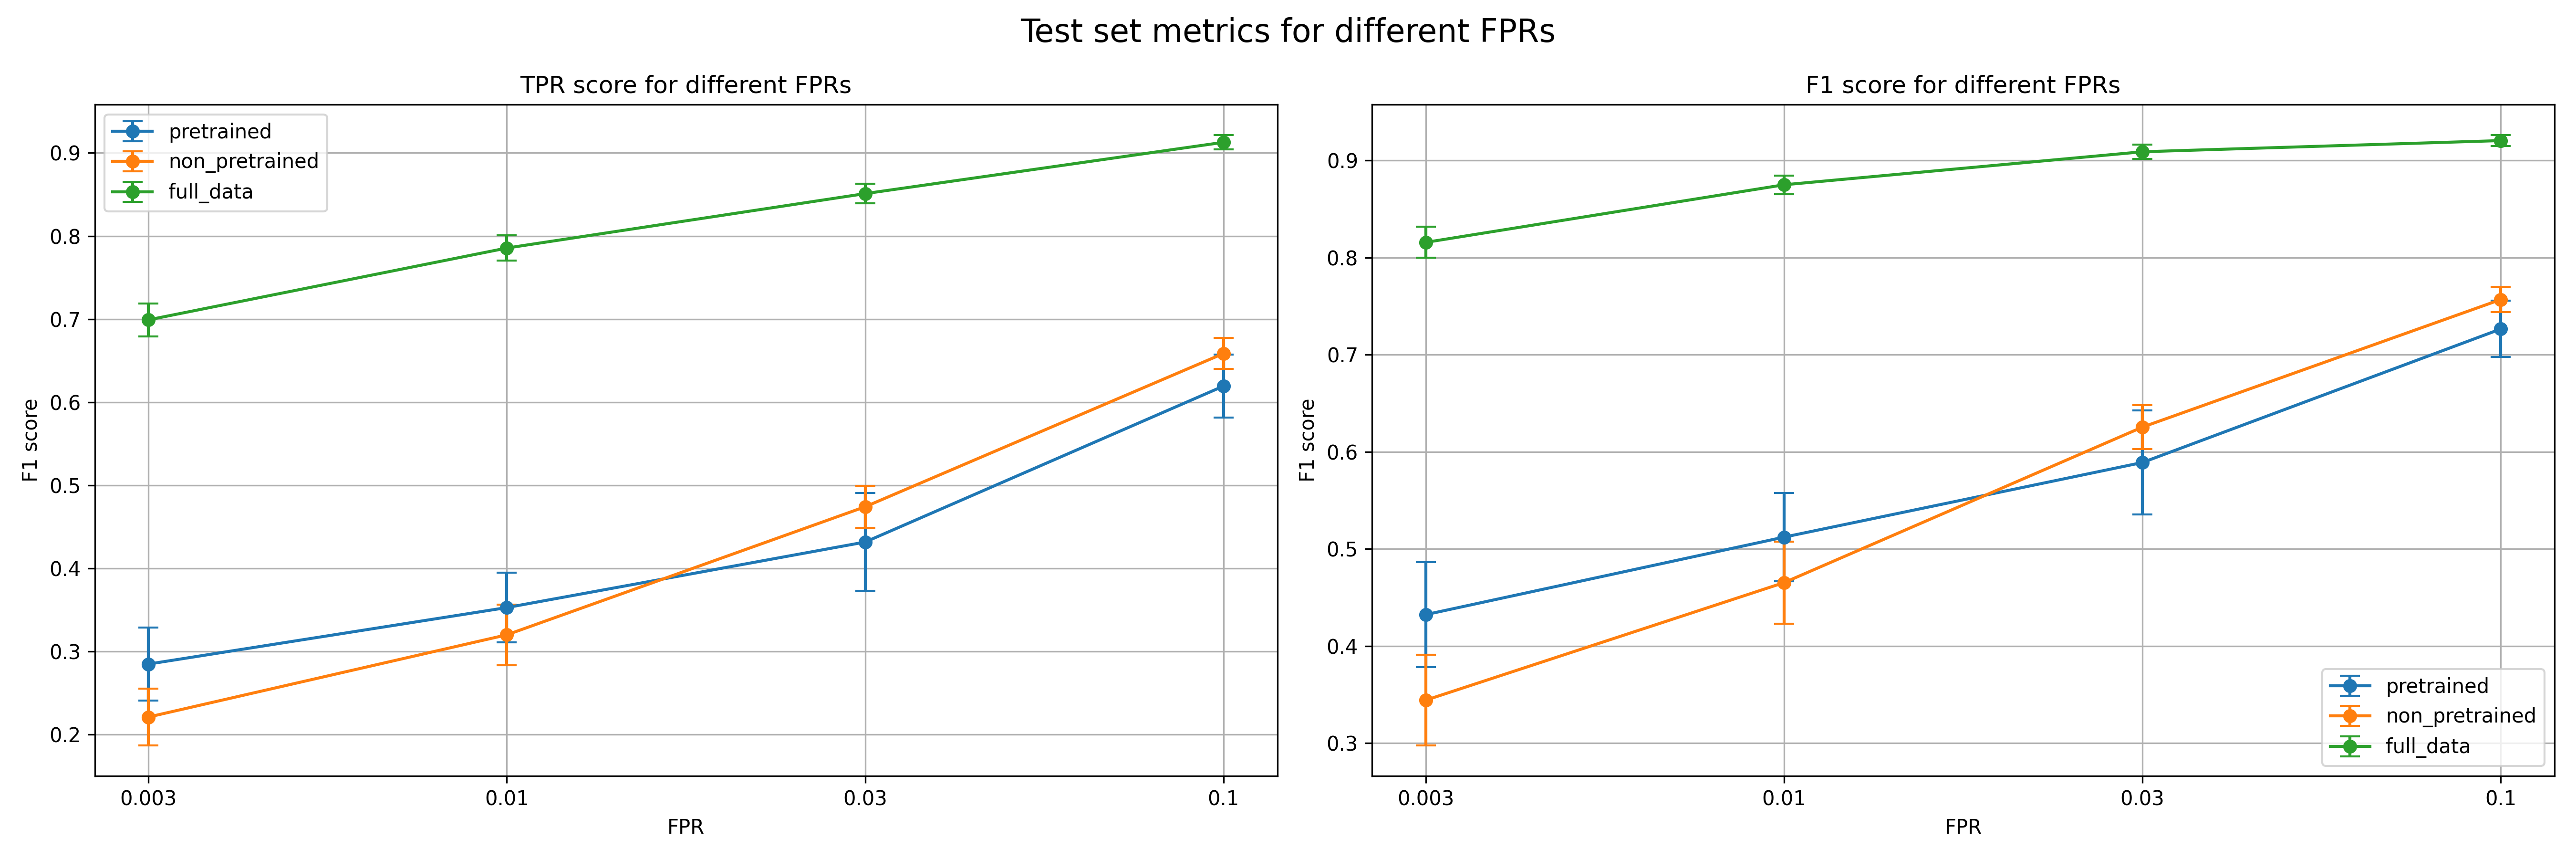 Test set metrics for different FPRs
TPR score for different FPRs
F1 score
0.9
0.8
0.7
0.6
0.5
0.4
0.3
0.2
pretrained
non_pretrained
full_data
0.003
0.01
0.03
0.1
FPR
F1 score for different FPRs
F1 score
0.9
0.8
0.7
0.6
0.5
0.4
0.3
pretrained
non_pretrained
full_data
0.003
0.01
0.03
0.1
FPR